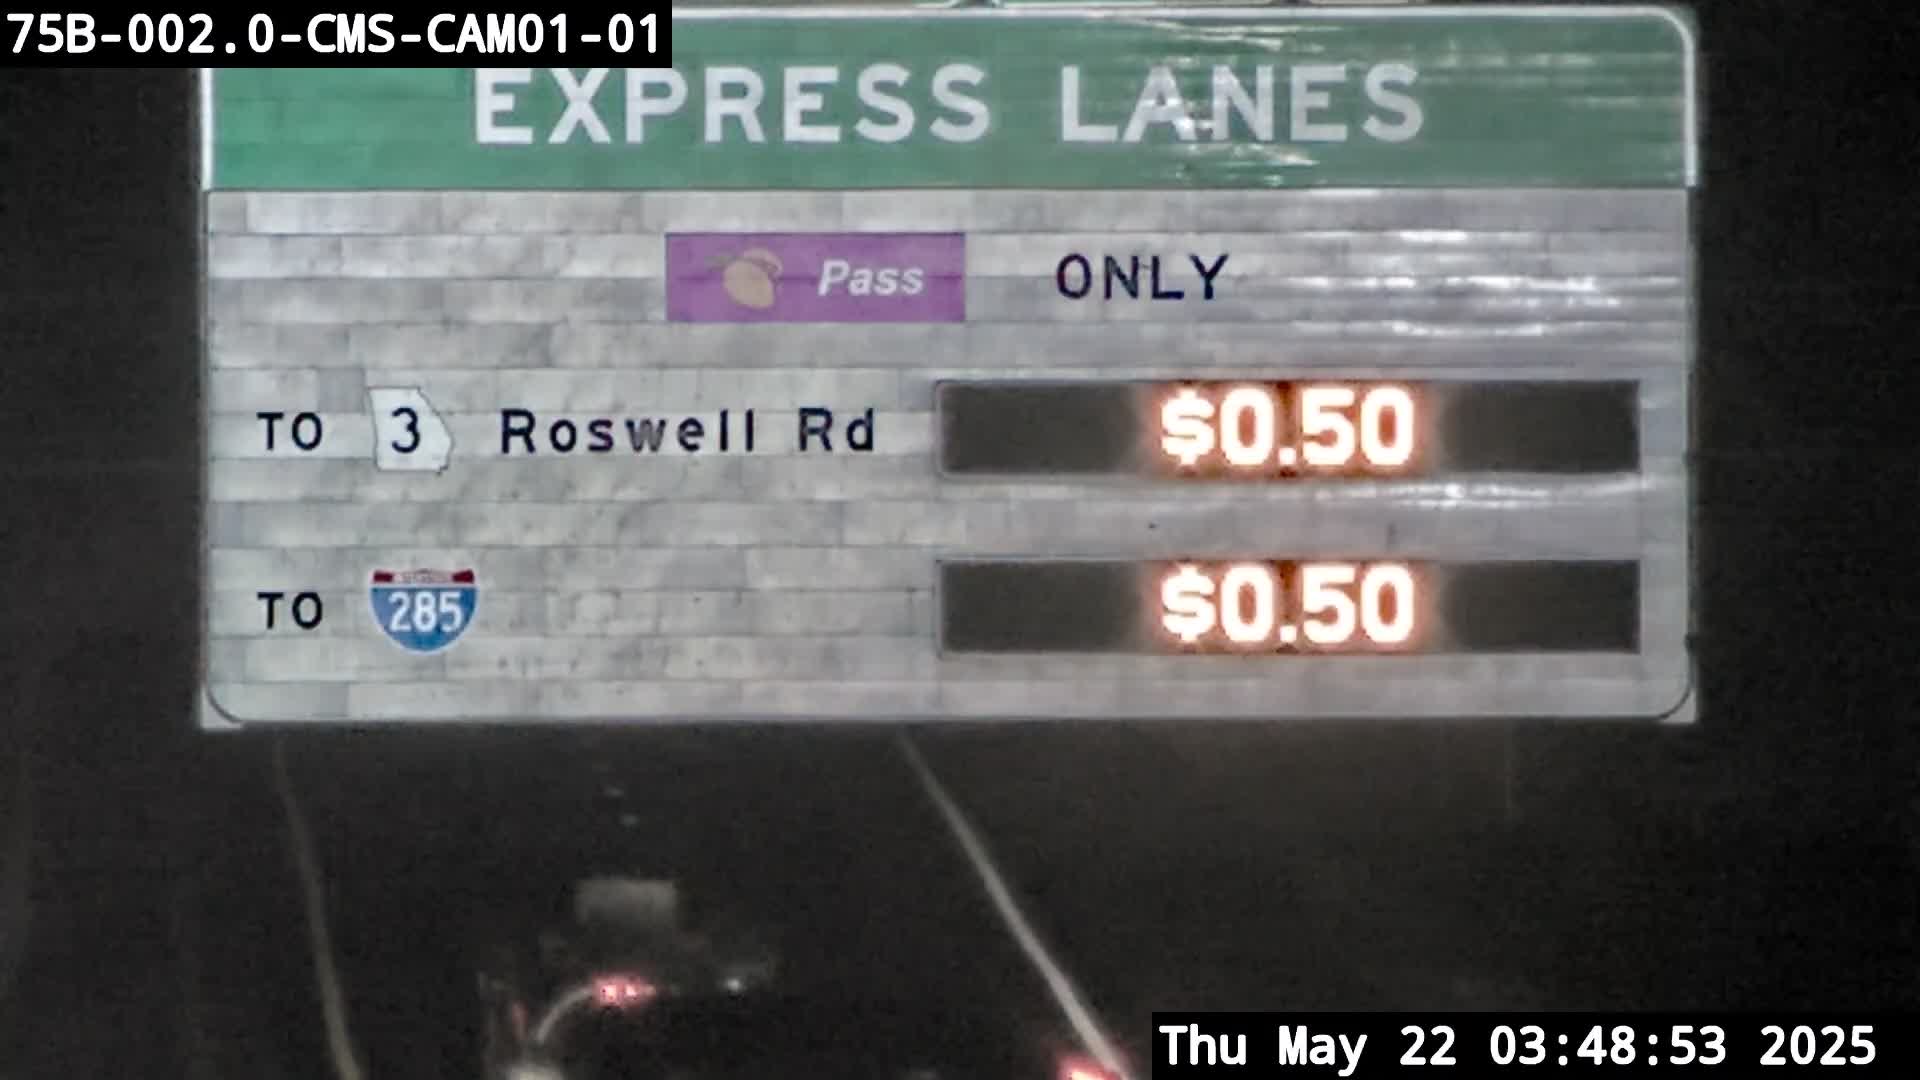 75B-002.0-CMS-CAM01-01
EXPRESS LANES
Pass ONLY
TO 3 Roswell Rd $0.50
TO 285 $0.50
Thu May 22 03:48:53 2025